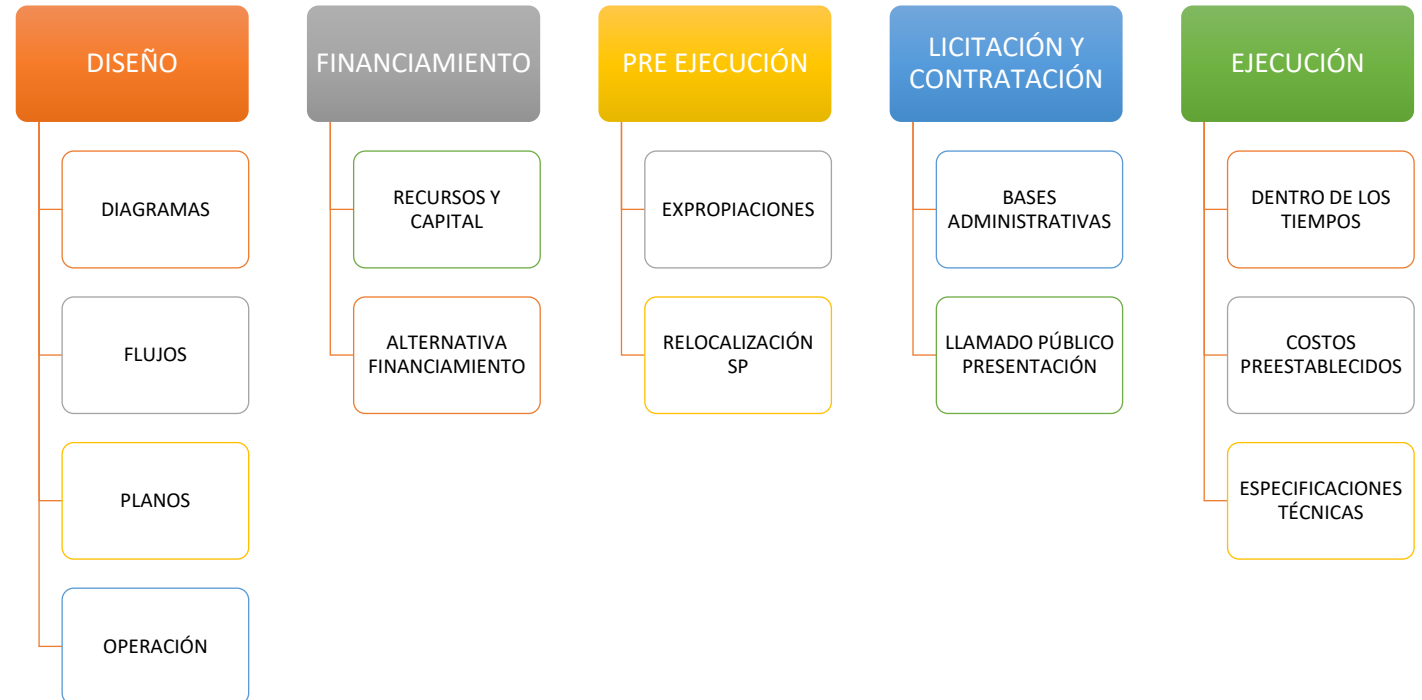 DISEÑO
DIAGRAMAS
FLUJOS
PLANOS
OPERACIÓN
FINANCIAMIENTO
RECURSOS Y
CAPITAL
ALTERNATIVA
FINANCIAMIENTO
PRE EJECUCIÓN
EXPROPIACIONES
RELOCALIZACIÓN
SP
LICITACIÓN Y
CONTRATACIÓN
BASES
ADMINISTRATIVAS
LLAMADO PÚBLICO
PRESENTACIÓN
EJECUCIÓN
DENTRO DE LOS
TIEMPOS
COSTOS
PREESTABLECIDOS
ESPECIFICACIONES
TÉCNICAS